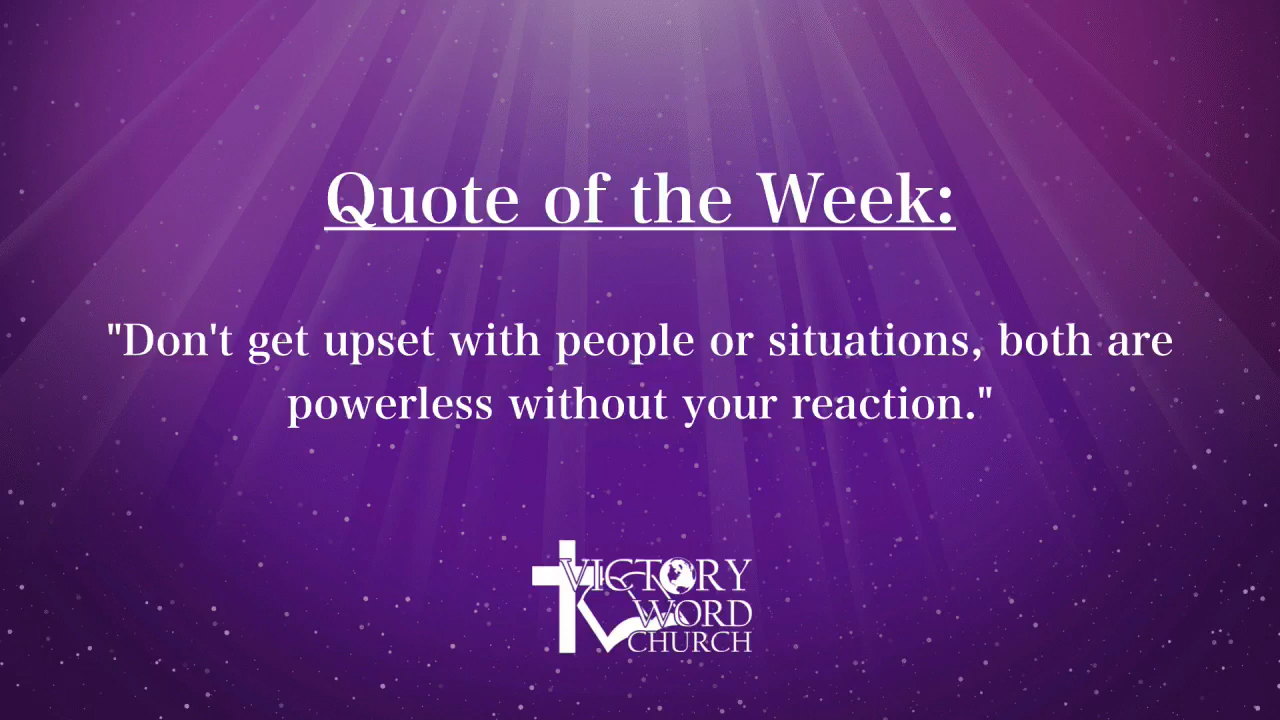 Quote of the Week:
"Don't get upset with people or situations, both are
powerless without your reaction."
VICTORY
WORD
CHURCH